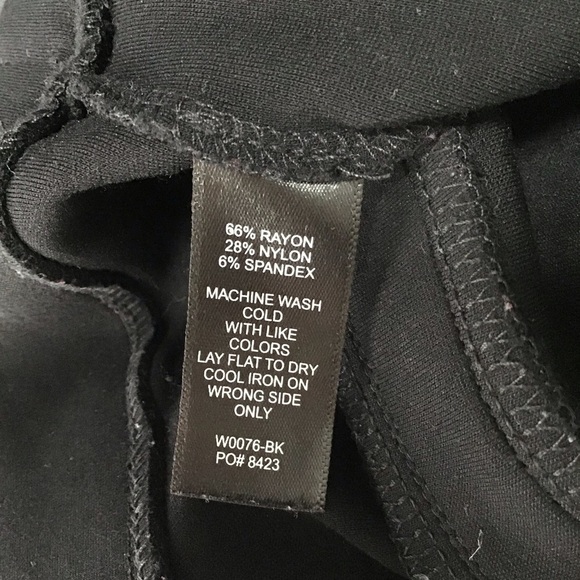 66% RAYON
28% NYLON
6% SPANDEX
MACHINE WASH
COLD
WITH LIKE
COLORS
LAY FLAT TO DRY
COOL IRON ON
WRONG SIDE
ONLY
W0076-BK
PO# 8423